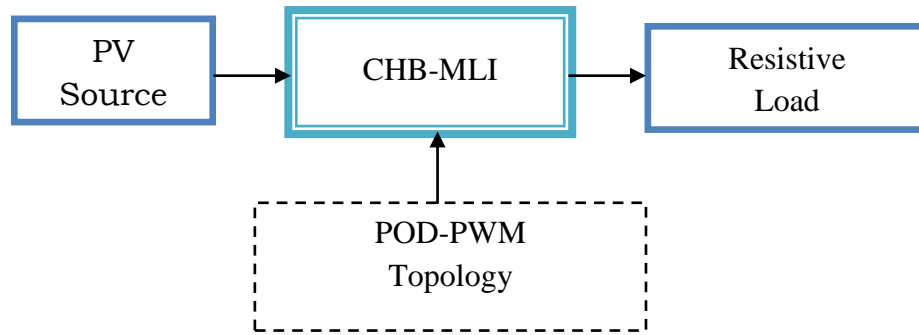 PV
Source
CHB-MLI
Resistive
Load
POD-PWM
Topology